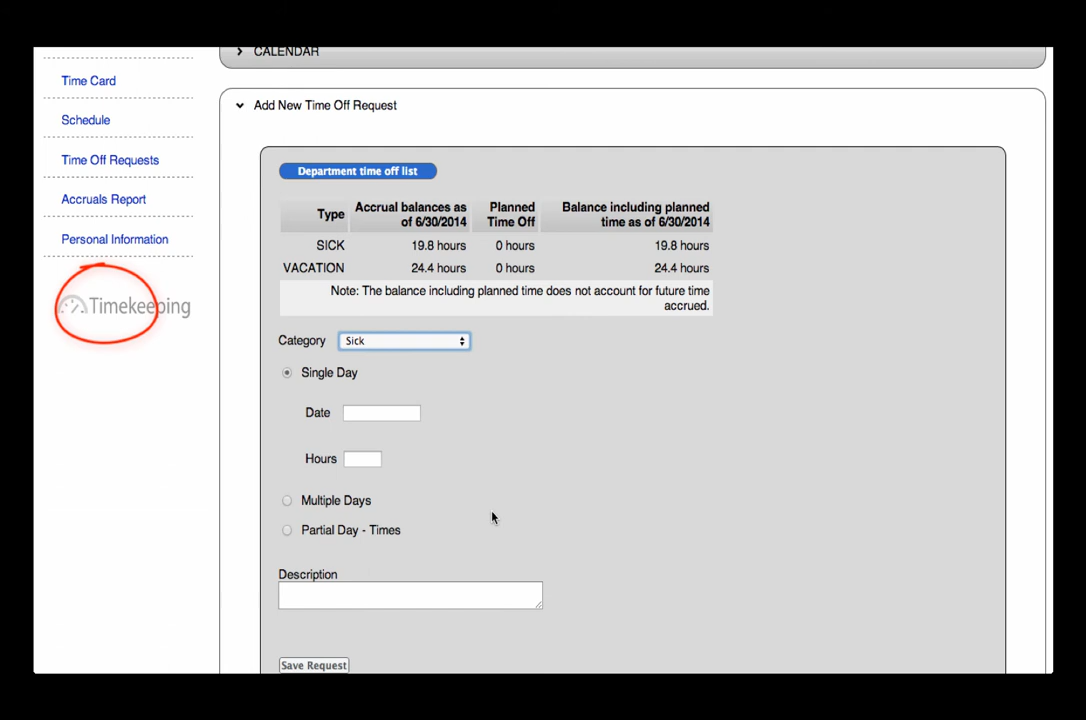 CALENDAR
Time Card
Schedule
Time Off Requests
Accruals Report
Personal Information
Timekeeping
Add New Time Off Request
Department time off list
Type Accrual balances as of 6/30/2014 Planned Time Off Balance including planned time as of 6/30/2014
SICK 19.8 hours 0 hours 19.8 hours
VACATION 24.4 hours 0 hours 24.4 hours
Note: The balance including planned time does not account for future time
accrued.
Category Sick
Single Day
Date
Hours
Multiple Days
Partial Day - Times
Description
Save Request